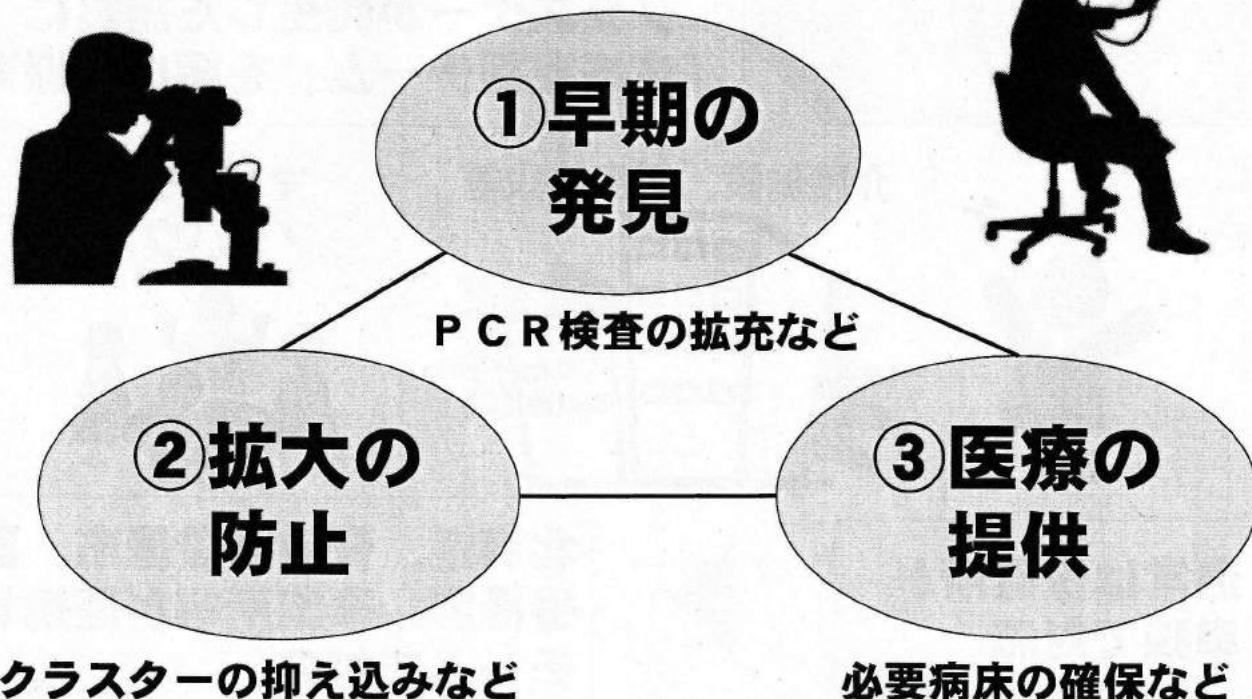 ①早期の
発見
ＰＣＲ検査の拡充など
②拡大の
防止
③医療の
提供
クラスターの抑え込みなど
必要病床の確保など